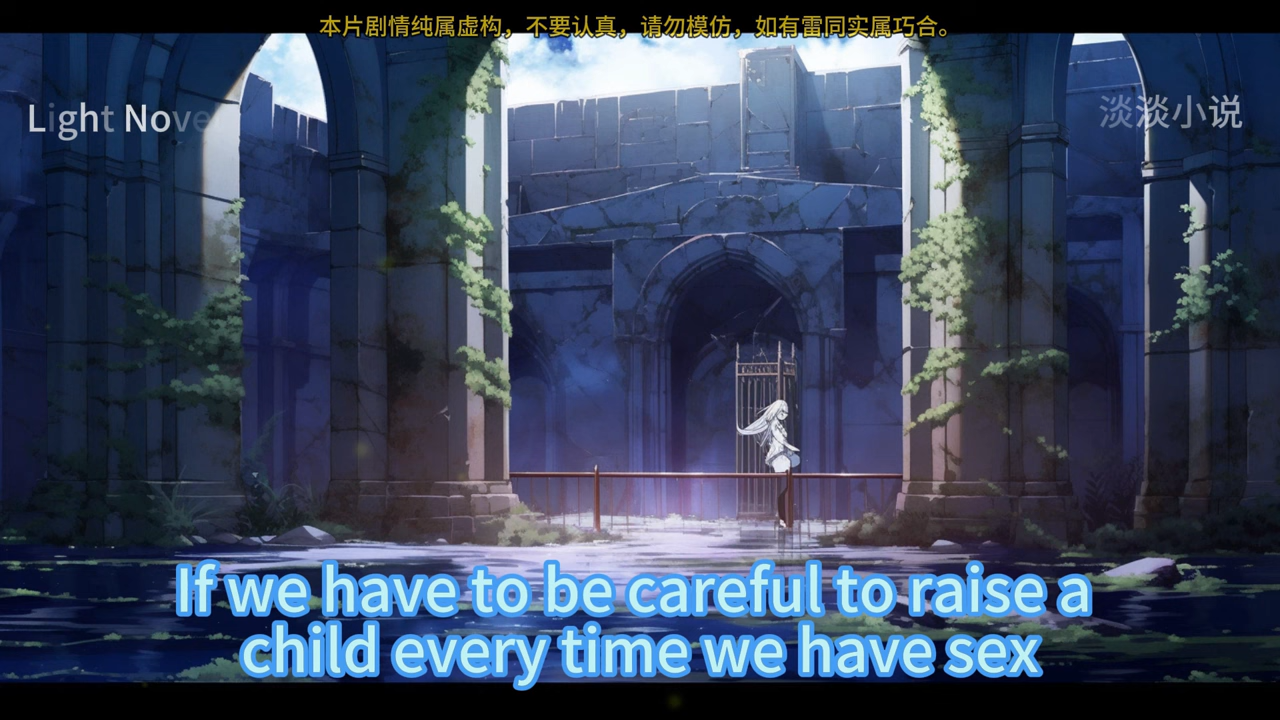 本片剧情纯属虚构，不要认真，请勿模仿，如有雷同实属巧合。
Light Nove
淡淡小说
If we have to be careful to raise a
child every time we have sex